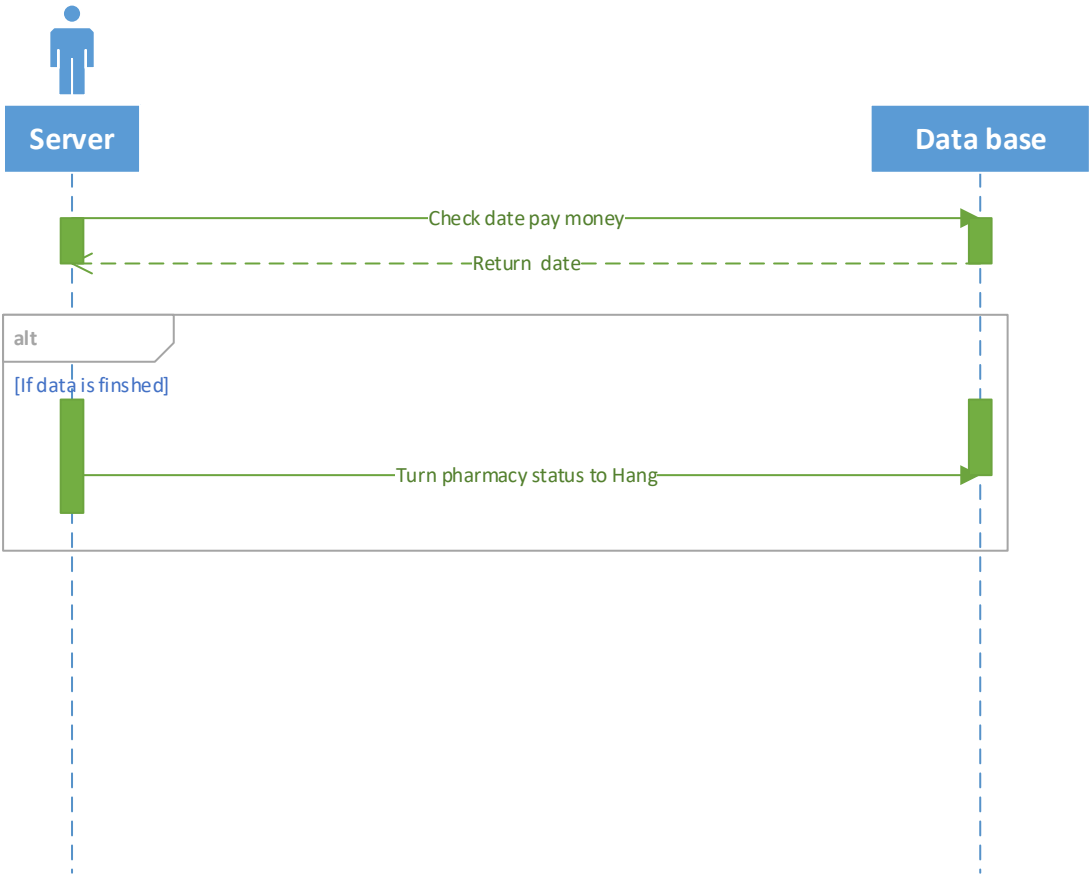 Server
Data base
Check date pay money
Return date
alt
[If data is finshed]
Turn pharmacy status to Hang